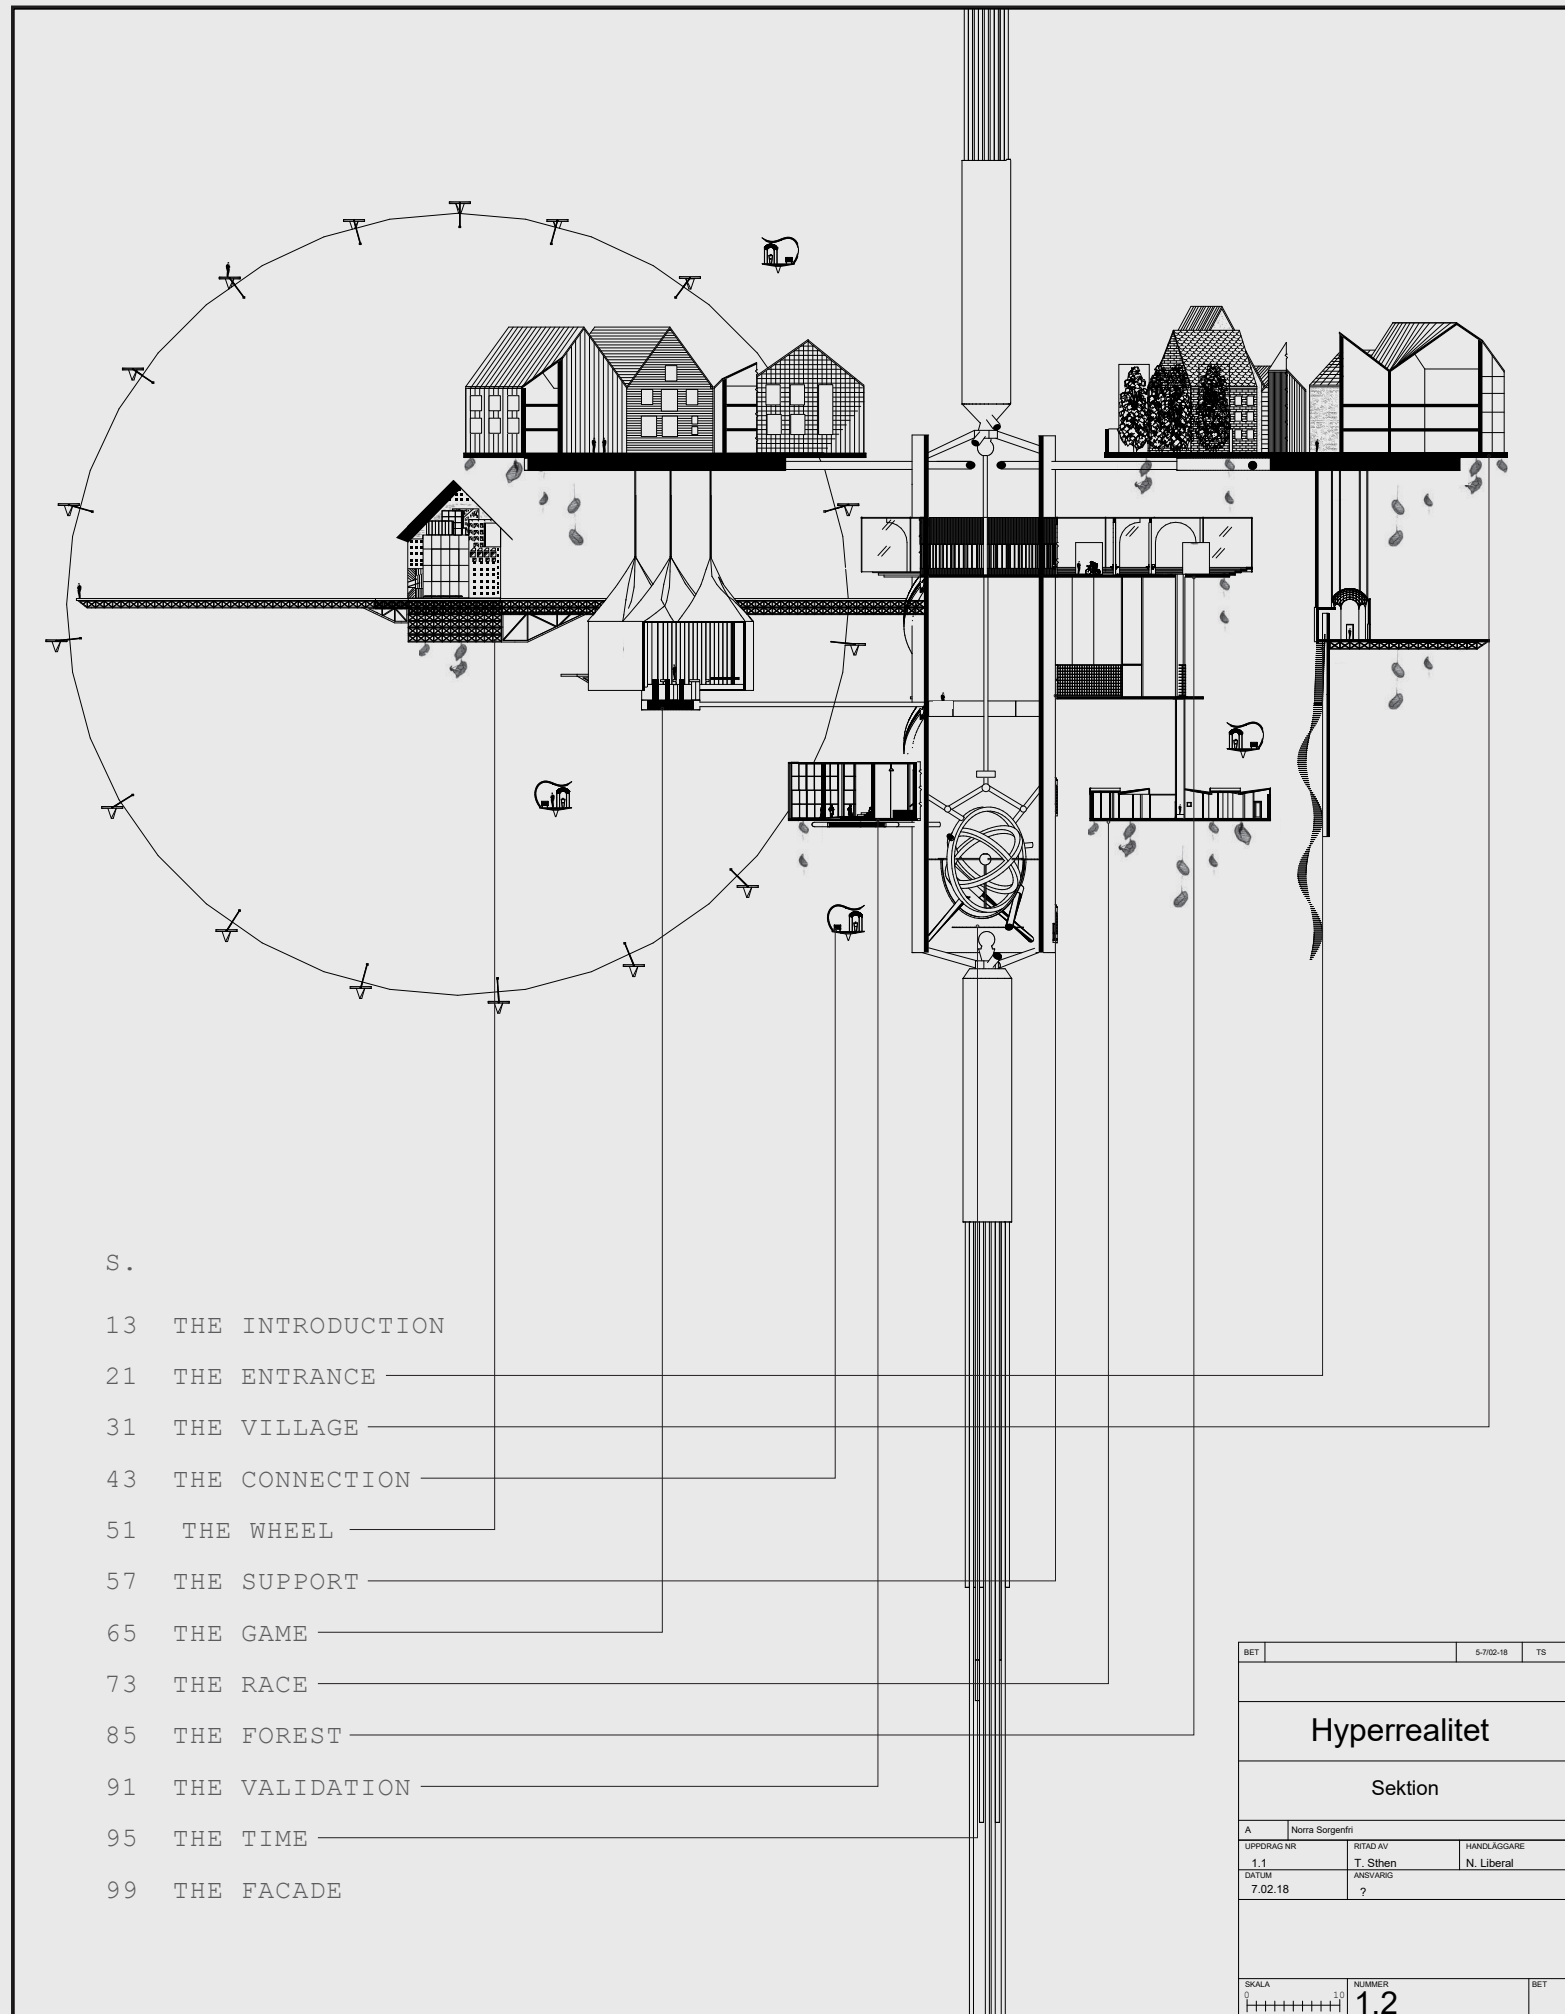 S.
13 THE INTRODUCTION
21 THE ENTRANCE
31 THE VILLAGE
43 THE CONNECTION
51 THE WHEEL
57 THE SUPPORT
65 THE GAME
73 THE RACE
85 THE FOREST
91 THE VALIDATION
95 THE TIME
99 THE FACADE
BET 5-7/02-18 TS
Hyperrealitet
Sektion
A Norra Sorgenfri
UPPDRAG NR RITAD AV HANDLÄGGARE
1.1 T. Sthen N. Liberal
DATUM ANSVARIG
7.02.18 ?
SKALA NUMMER BET
0 10 1.2